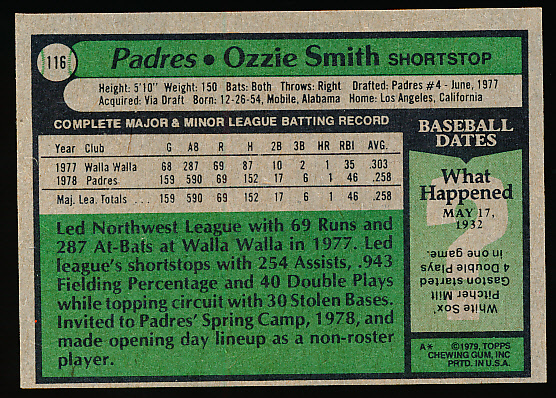 116
Padres • Ozzie Smith SHORTSTOP
Height: 5'10" Weight: 150 Bats: Both Throws: Right Drafted: Padres #4 - June, 1977
Acquired: Via Draft Born: 12-26-54, Mobile, Alabama Home: Los Angeles, California
COMPLETE MAJOR & MINOR LEAGUE BATTING RECORD
Year Club G AB R H 2B 3B HR RBI AVG.
1977 Walla Walla 68 287 69 87 10 2 1 35 .303
1978 Padres 159 590 69 152 17 6 1 46 .258
Maj. Lea. Totals . . . . 159 590 69 152 17 6 1 46 .258
Led Northwest League with 69 Runs and
287 At-Bats at Walla Walla in 1977. Led
league's shortstops with 254 Assists, .943
Fielding Percentage and 40 Double Plays
while topping circuit with 30 Stolen Bases.
Invited to Padres' Spring Camp, 1978, and
made opening day lineup as a non-roster
player.
BASEBALL
DATES
What
Happened
MAY 17,
1932
?
White Sox'
Pitcher Milt
Gaston started
4 Double Plays
in one game.
A* ©1979, TOPPS
CHEWING GUM, INC
PRTD. IN U.S.A.